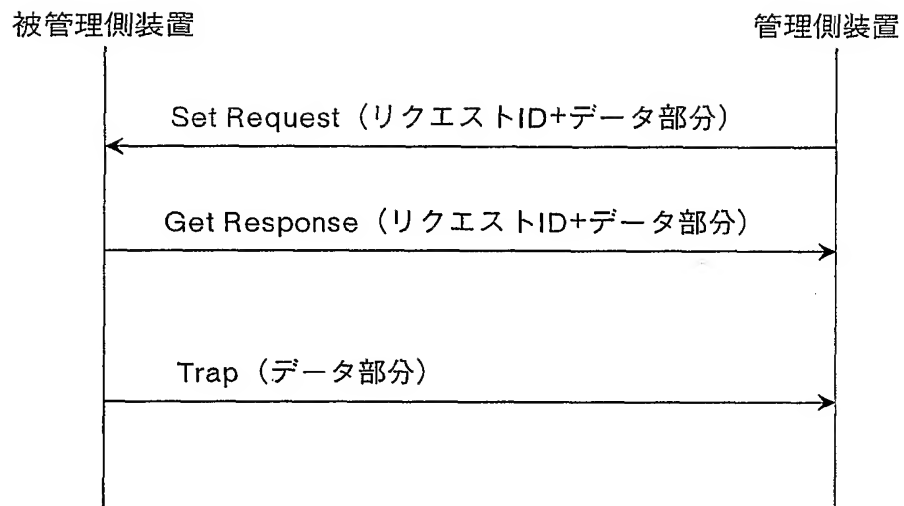 被管理側装置
管理側装置
Set Request（リクエストID+データ部分）
Get Response（リクエストID+データ部分）
Trap（データ部分）